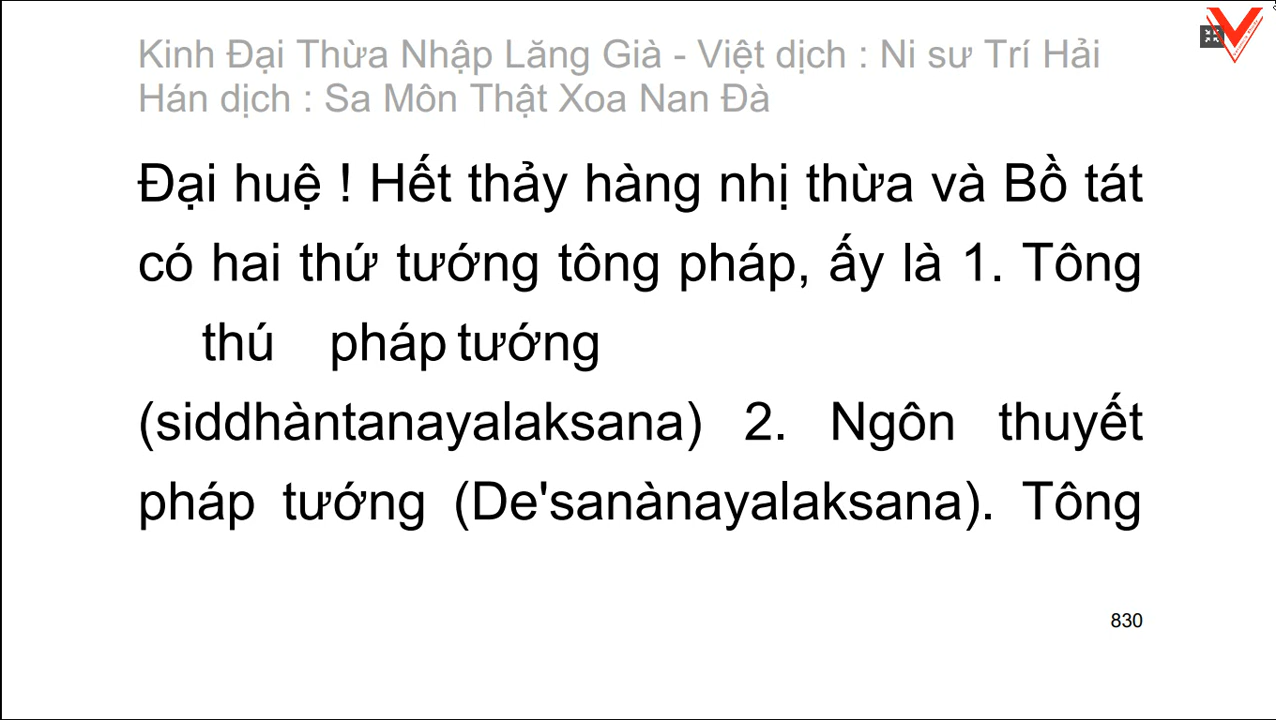 Kinh Đại Thừa Nhập Lăng Già - Việt dịch : Ni sư Trí Hải
Hán dịch : Sa Môn Thật Xoa Nan Đà
Đại huệ ! Hết thảy hàng nhị thừa và Bồ tát
có hai thứ tướng tông pháp, ấy là 1. Tông
thú pháp tướng
(siddhàntanayalaksana) 2. Ngôn thuyết
pháp tướng (De'sanànayalaksana). Tông
830